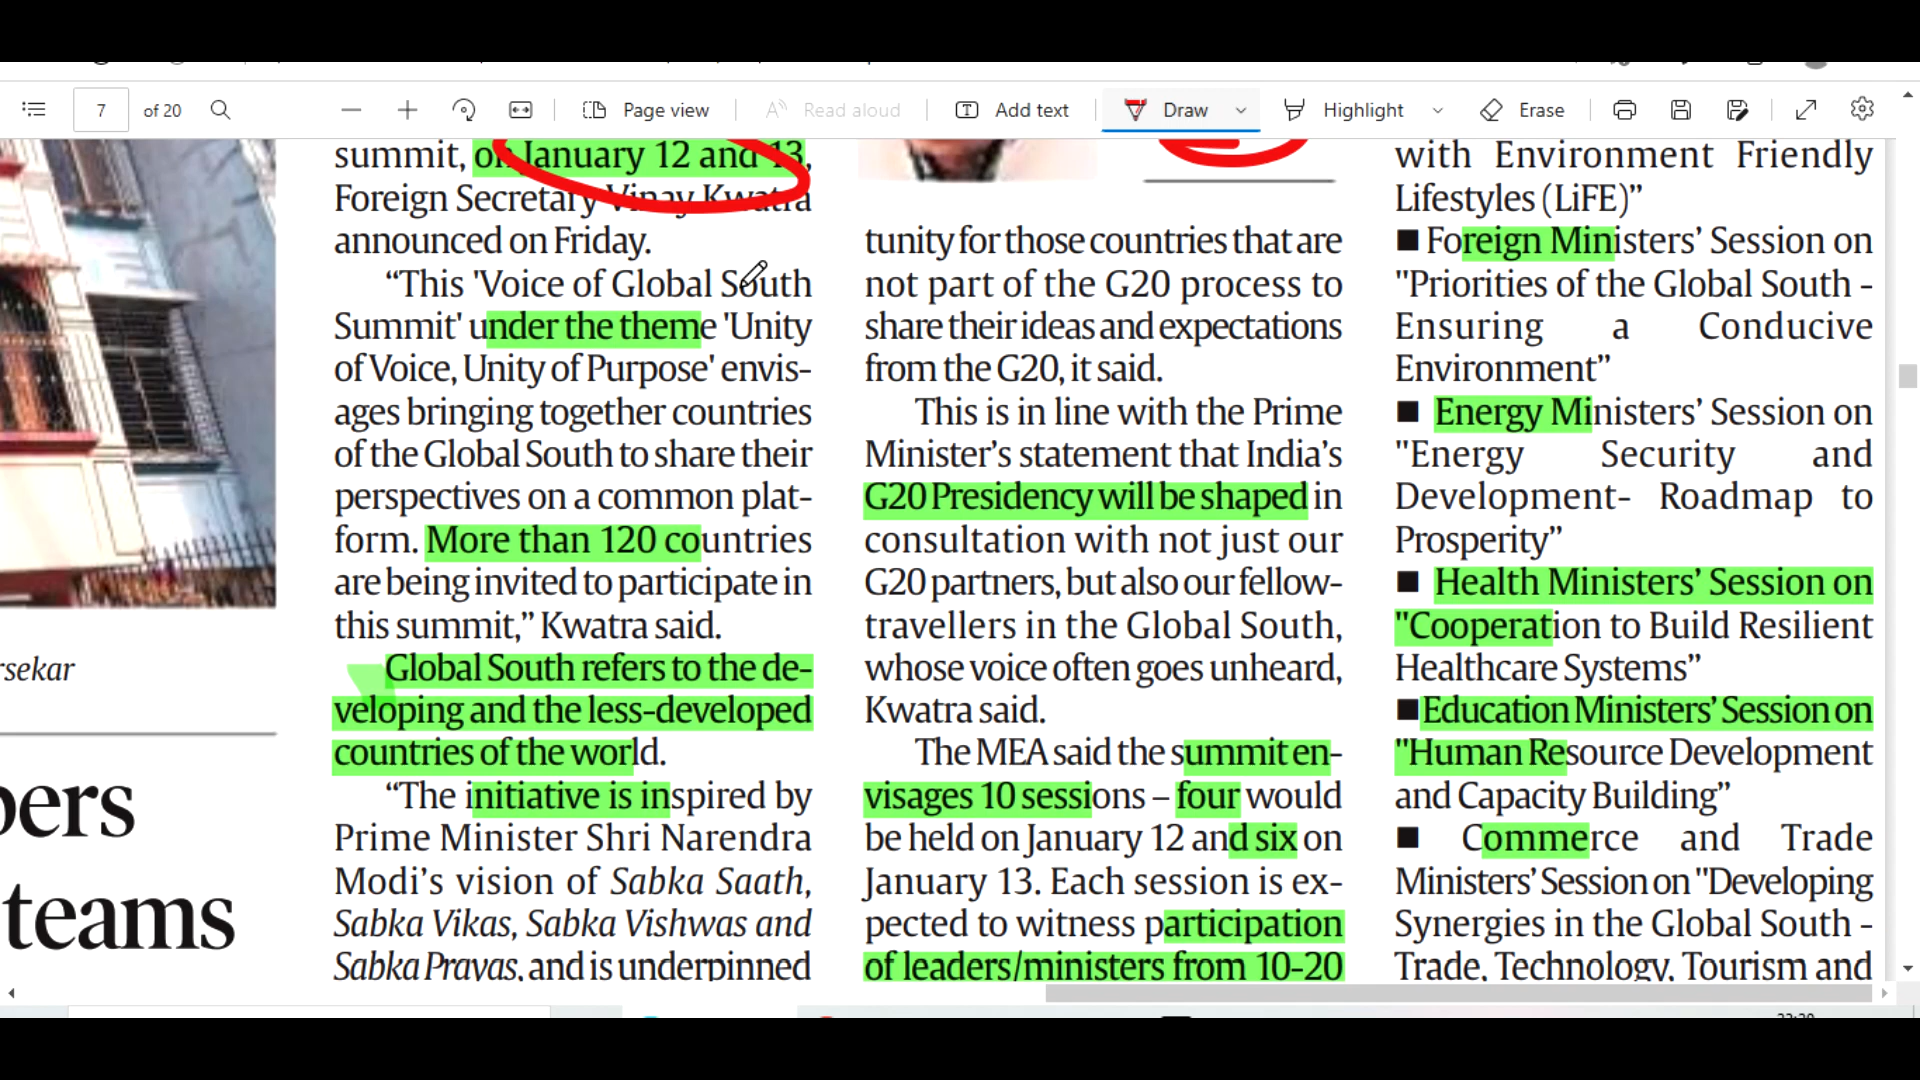 7 of 20 Page view Read aloud Add text Draw Highlight Erase
rsekar
pers
teams
summit, on January 12 and 13,
Foreign Secretary Vinay Kwatra
announced on Friday.
“This 'Voice of Global South
Summit' under the theme 'Unity
of Voice, Unity of Purpose' envis-
ages bringing together countries
of the Global South to share their
perspectives on a common plat-
form. More than 120 countries
are being invited to participate in
this summit,” Kwatra said.
Global South refers to the de-
veloping and the less-developed
countries of the world.
“The initiative is inspired by
Prime Minister Shri Narendra
Modi’s vision of Sabka Saath,
Sabka Vikas, Sabka Vishwas and
Sabka Prayas, and is underpinned
tunity for those countries that are
not part of the G20 process to
share their ideas and expectations
from the G20, it said.
This is in line with the Prime
Minister’s statement that India’s
G20 Presidency will be shaped in
consultation with not just our
G20 partners, but also our fellow-
travellers in the Global South,
whose voice often goes unheard,
Kwatra said.
The MEA said the summit en-
visages 10 sessions – four would
be held on January 12 and six on
January 13. Each session is ex-
pected to witness participation
of leaders/ministers from 10-20
with Environment Friendly
Lifestyles (LiFE)”
■ Foreign Ministers’ Session on
"Priorities of the Global South -
Ensuring a Conducive
Environment”
■ Energy Ministers’ Session on
"Energy Security and
Development- Roadmap to
Prosperity”
■ Health Ministers’ Session on
"Cooperation to Build Resilient
Healthcare Systems”
■ Education Ministers’ Session on
"Human Resource Development
and Capacity Building”
■ Commerce and Trade
Ministers’ Session on "Developing
Synergies in the Global South -
Trade, Technology, Tourism and